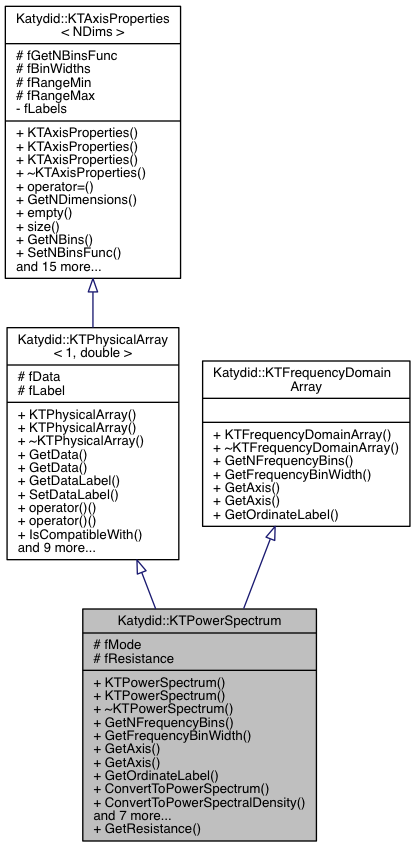 Katydid::KTAxisProperties
< NDims >
# fGetNBinsFunc
# fBinWidths
# fRangeMin
# fRangeMax
- fLabels
+ KTAxisProperties()
+ KTAxisProperties()
+ KTAxisProperties()
+ ~KTAxisProperties()
+ operator=()
+ GetNDimensions()
+ empty()
+ size()
+ GetNBins()
+ SetNBinsFunc()
and 15 more...
Katydid::KTPhysicalArray
< 1, double >
# fData
# fLabel
+ KTPhysicalArray()
+ KTPhysicalArray()
+ ~KTPhysicalArray()
+ GetData()
+ GetData()
+ GetDataLabel()
+ SetDataLabel()
+ operator()()
+ operator()()
+ IsCompatibleWith()
and 9 more...
Katydid::KTFrequencyDomain
Array
+ KTFrequencyDomainArray()
+ ~KTFrequencyDomainArray()
+ GetNFrequencyBins()
+ GetFrequencyBinWidth()
+ GetAxis()
+ GetAxis()
+ GetOrdinateLabel()
Katydid::KTPowerSpectrum
# fMode
# fResistance
+ KTPowerSpectrum()
+ KTPowerSpectrum()
+ ~KTPowerSpectrum()
+ GetNFrequencyBins()
+ GetFrequencyBinWidth()
+ GetAxis()
+ GetAxis()
+ GetOrdinateLabel()
+ ConvertToPowerSpectrum()
+ ConvertToPowerSpectralDensity()
and 7 more...
+ GetResistance()